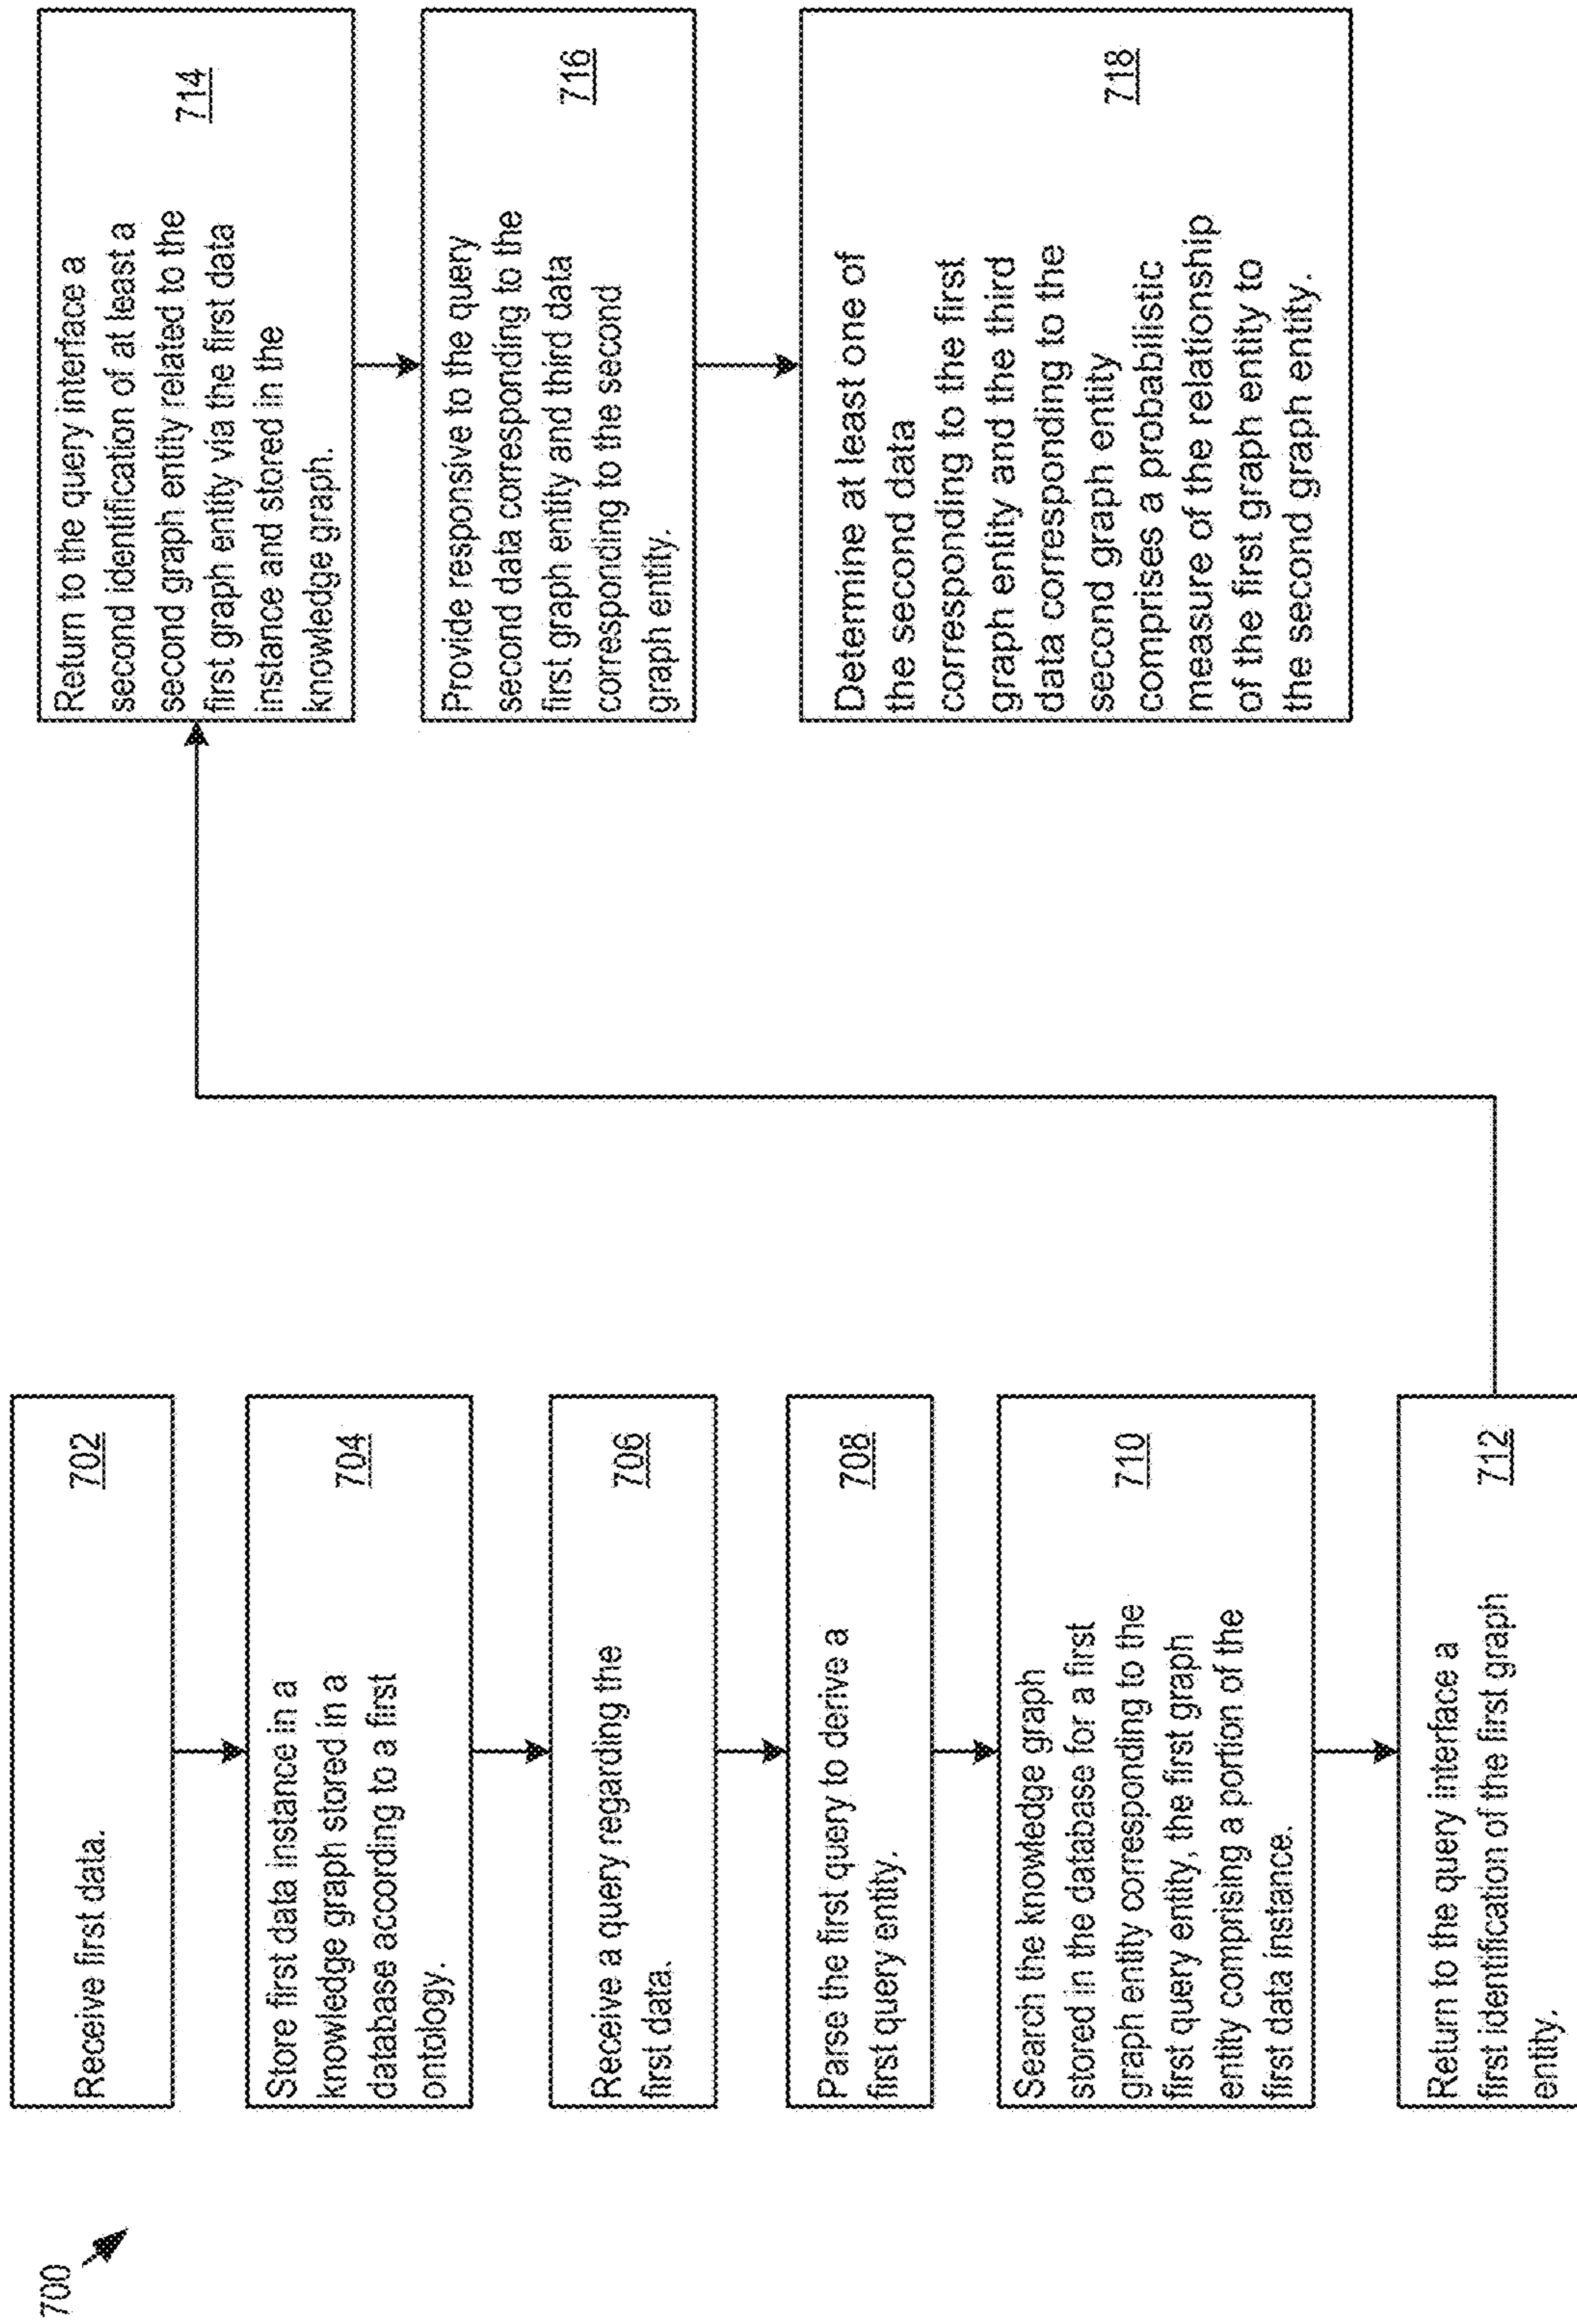 700
Receive first data.
702
Store first data instance in a
knowledge graph stored in a
database according to a first
ontology.
704
Receive a query regarding the
first data.
706
Parse the first query to derive a
first query entity.
708
Search the knowledge graph
stored in the database for a first
graph entity corresponding to the
first query entity, the first graph
entity comprising a portion of the
first data instance.
710
Return to the query interface a
first identification of the first graph
entity.
712
Return to the query interface a
second identification of at least a
second graph entity related to the
first graph entity via the first data
instance and stored in the
knowledge graph.
714
Provide responsive to the query
second data corresponding to the
first graph entity and third data
corresponding to the second
graph entity.
716
Determine at least one of
the second data
corresponding to the first
graph entity and the third
data corresponding to the
second graph entity
comprises a probabilistic
measure of the relationship
of the first graph entity to
the second graph entity.
718